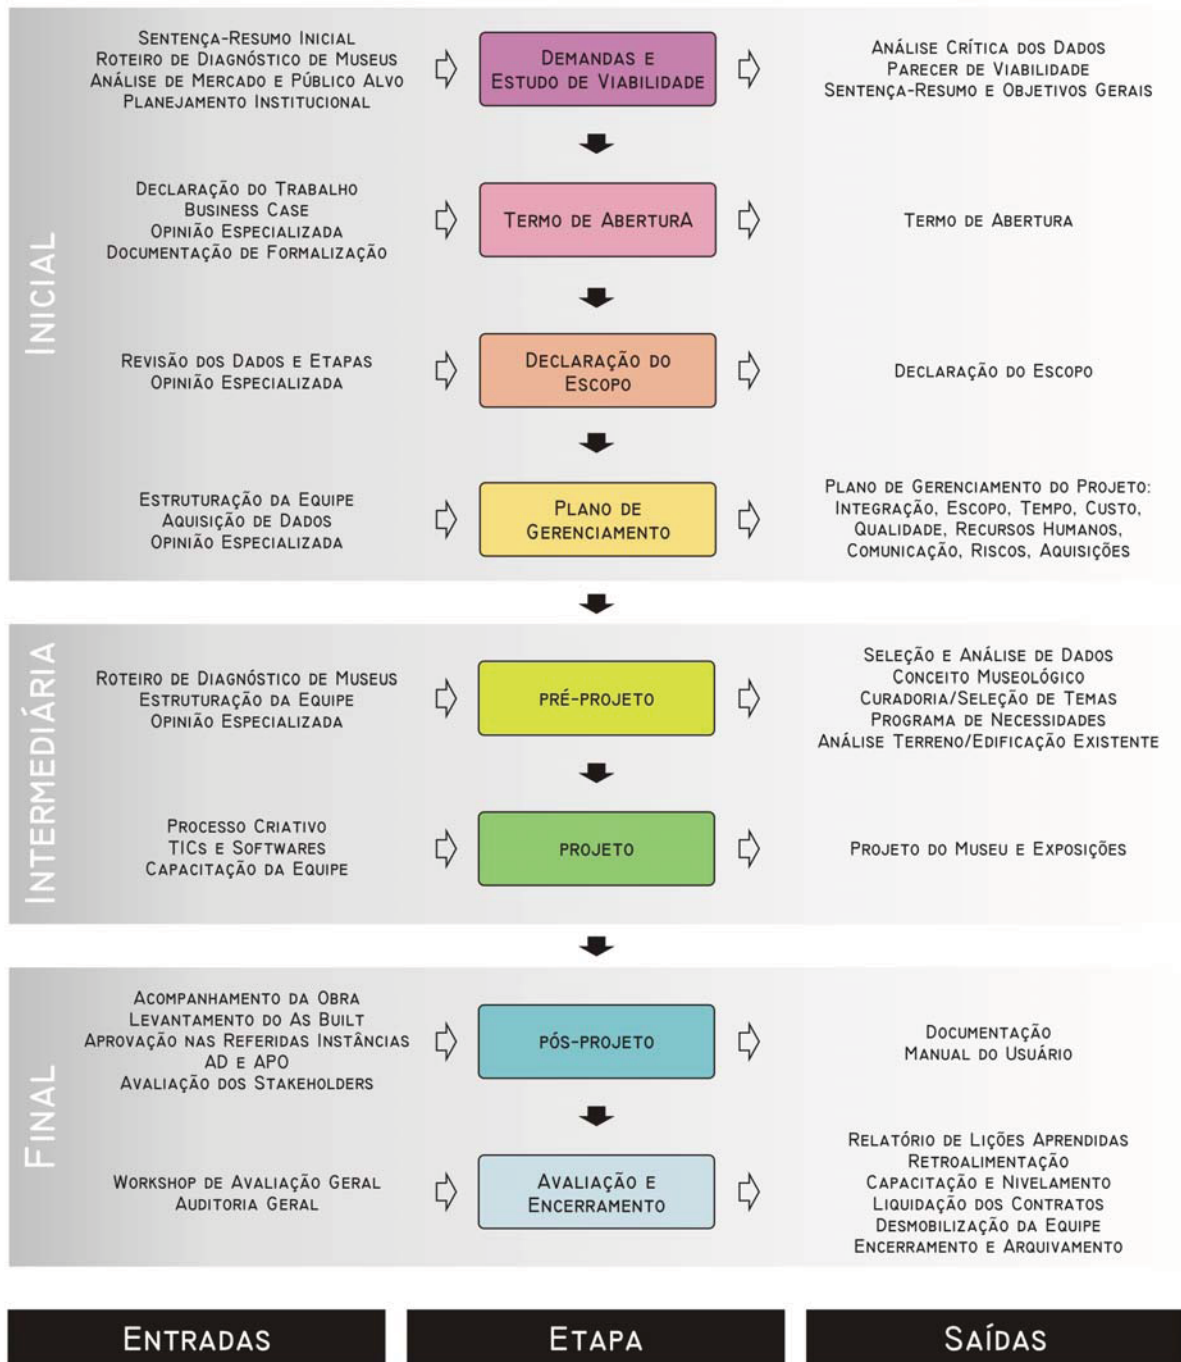 INICIAL
SENTENÇA-RESUMO INICIAL
ROTEIRO DE DIAGNÓSTICO DE MUSEUS
ANÁLISE DE MERCADO E PÚBLICO ALVO
PLANEJAMENTO INSTITUCIONAL
DEMANDAS E
ESTUDO DE VIABILIDADE
ANÁLISE CRÍTICA DOS DADOS
PARECER DE VIABILIDADE
SENTENÇA-RESUMO E OBJETIVOS GERAIS
DECLARAÇÃO DO TRABALHO
BUSINESS CASE
OPINIÃO ESPECIALIZADA
DOCUMENTAÇÃO DE FORMALIZAÇÃO
TERMO DE ABERTURA
TERMO DE ABERTURA
REVISÃO DOS DADOS E ETAPAS
OPINIÃO ESPECIALIZADA
DECLARAÇÃO DO
ESCOPO
DECLARAÇÃO DO ESCOPO
ESTRUTURAÇÃO DA EQUIPE
AQUISIÇÃO DE DADOS
OPINIÃO ESPECIALIZADA
PLANO DE
GERENCIAMENTO
PLANO DE GERENCIAMENTO DO PROJETO:
INTEGRAÇÃO, ESCOPO, TEMPO, CUSTO,
QUALIDADE, RECURSOS HUMANOS,
COMUNICAÇÃO, RISCOS, AQUISIÇÕES
INTERMEDIÁRIA
ROTEIRO DE DIAGNÓSTICO DE MUSEUS
ESTRUTURAÇÃO DA EQUIPE
OPINIÃO ESPECIALIZADA
PRÉ-PROJETO
SELEÇÃO E ANÁLISE DE DADOS
CONCEITO MUSEOLÓGICO
CURADORIA/SELEÇÃO DE TEMAS
PROGRAMA DE NECESSIDADES
ANÁLISE TERRENO/EDIFICAÇÃO EXISTENTE
PROCESSO CRIATIVO
TICS E SOFTWARES
CAPACITAÇÃO DA EQUIPE
PROJETO
PROJETO DO MUSEU E EXPOSIÇÕES
FINAL
ACOMPANHAMENTO DA OBRA
LEVANTAMENTO DO AS BUILT
APROVAÇÃO NAS REFERIDAS INSTÂNCIAS
AD E APO
AVALIAÇÃO DOS STAKEHOLDERS
PÓS-PROJETO
DOCUMENTAÇÃO
MANUAL DO USUÁRIO
WORKSHOP DE AVALIAÇÃO GERAL
AUDITORIA GERAL
AVALIAÇÃO E
ENCERRAMENTO
RELATÓRIO DE LIÇÕES APRENDIDAS
RETROALIMENTAÇÃO
CAPACITAÇÃO E NIVELAMENTO
LIQUIDAÇÃO DOS CONTRATOS
DESMOBILIZAÇÃO DA EQUIPE
ENCERRAMENTO E ARQUIVAMENTO
ENTRADAS
ETAPA
SAÍDAS